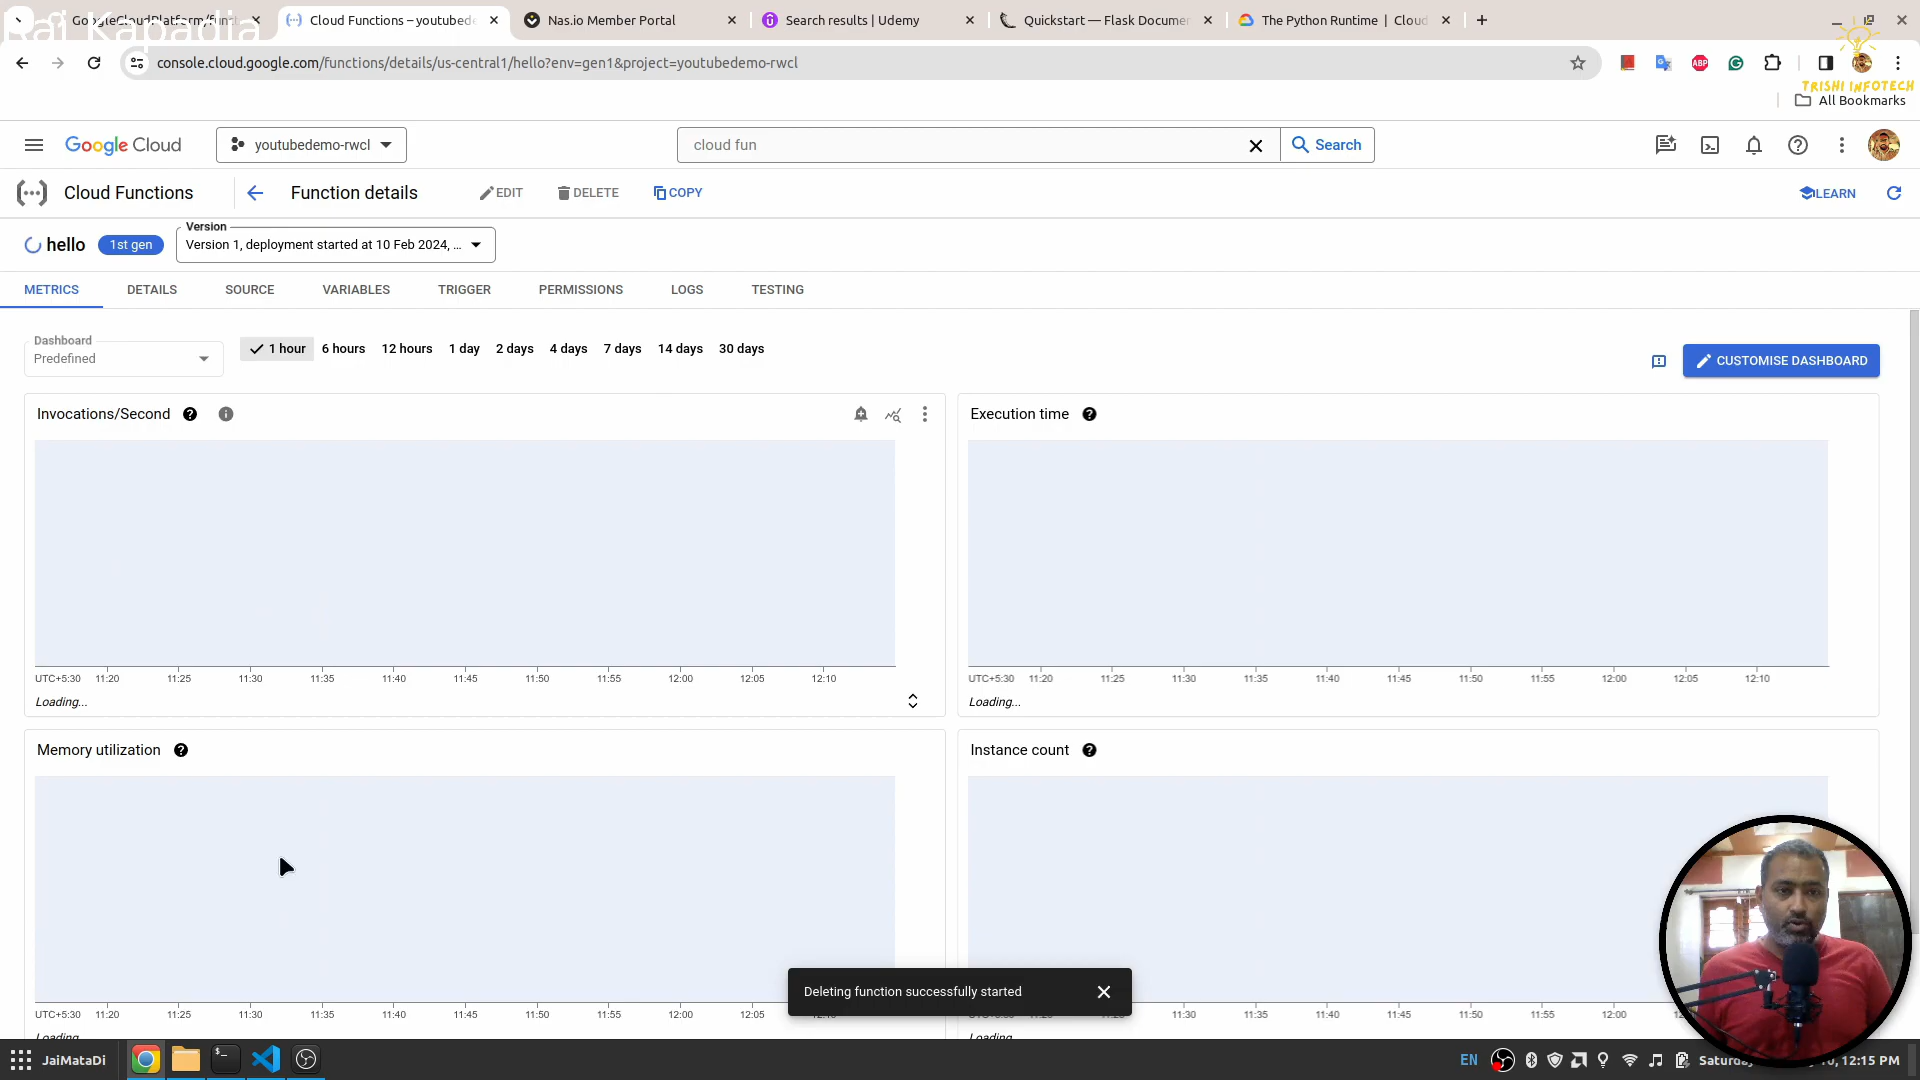 Raj Kapadia
GoogleCloudPlatform/func
Cloud Functions – youtubede
Nas.io Member Portal
Search results | Udemy
Quickstart — Flask Documen
The Python Runtime | Cloud
console.cloud.google.com/functions/details/us-central1/hello?env=gen1&project=youtubedemo-rwcl
ABP
TRISHI INFOTECH
All Bookmarks
Google Cloud
youtubedemo-rwcl
cloud fun
Search
Cloud Functions
Function details
EDIT
DELETE
COPY
LEARN
hello
1st gen
Version
Version 1, deployment started at 10 Feb 2024, ...
METRICS
DETAILS
SOURCE
VARIABLES
TRIGGER
PERMISSIONS
LOGS
TESTING
Dashboard
Predefined
1 hour
6 hours
12 hours
1 day
2 days
4 days
7 days
14 days
30 days
CUSTOMISE DASHBOARD
Invocations/Second
Execution time
UTC+5:30 11:20 11:25 11:30 11:35 11:40 11:45 11:50 11:55 12:00 12:05 12:10
UTC+5:30 11:20 11:25 11:30 11:35 11:40 11:45 11:50 11:55 12:00 12:05 12:10
Loading...
Loading...
Memory utilization
Instance count
Deleting function successfully started
UTC+5:30 11:20 11:25 11:30 11:35 11:40 11:45 11:50 11:55 12:00 12:05
11:30 11:35 11:40 11:45 11:50 11:55 12:00
Loading
Loading
JaiMataDi
EN
12:15 PM